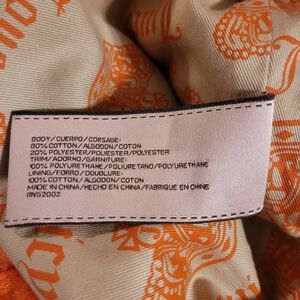 BODY/CUERPO/CORSAGE:
80% COTTON/ALGODON/COTON
20% POLYESTER/POLIESTER/POLYESTER
TRIM/ADORNO/GARNITURE:
100% POLYURETHANE/POLIURETANO/POLYURETHANE
LINING/FORRO/DOUBLURE:
100% COTTON/ALGODON/COTON
MADE IN CHINA/HECHO EN CHINA/FABRIQUE EN CHINE
RN52002